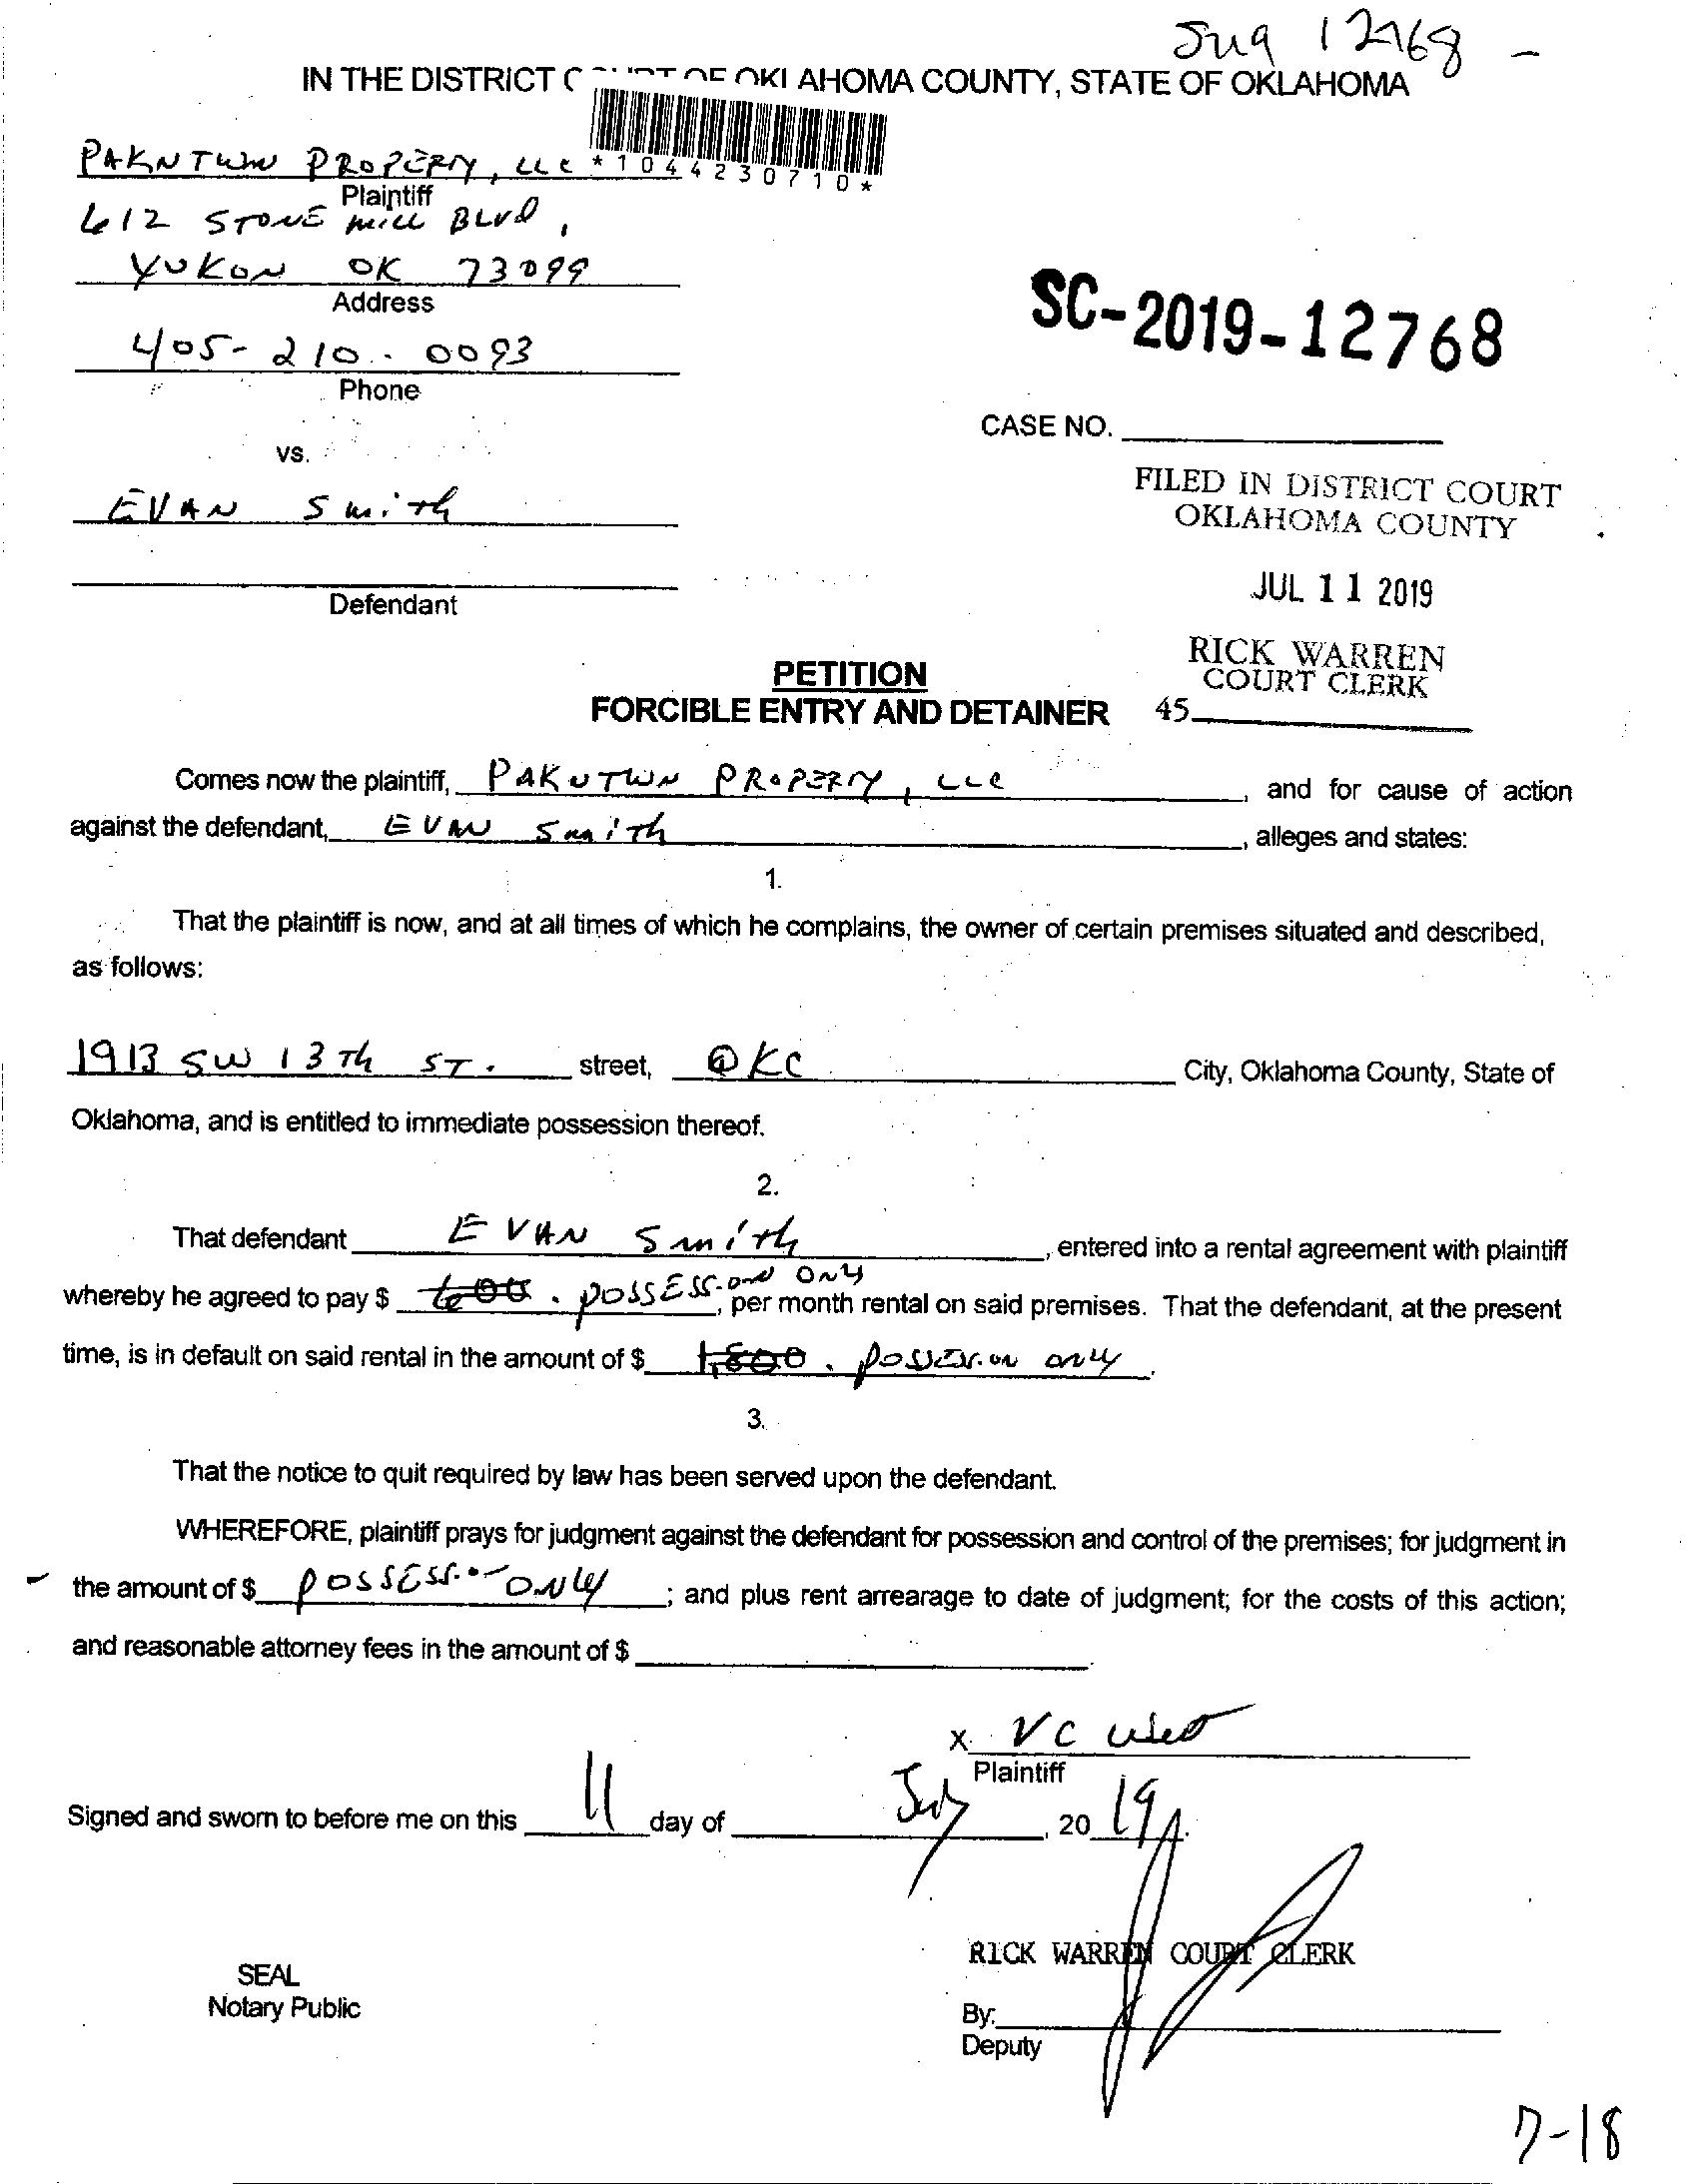 IN THE DISTRICT COURT OF OKLAHOMA COUNTY, STATE OF OKLAHOMA
*1044230710*
PROPERTY, LLC
Plaintiff
612 STONE MILL BLVD,
YUKON OK 73099
Address
405-210-0093
Phone
SC-2019-12768
CASE NO.
vs.
EVAN Smith
Defendant
FILED IN DISTRICT COURT
OKLAHOMA COUNTY
JUL 11 2019
RICK WARREN
COURT CLERK
45
PETITION
FORCIBLE ENTRY AND DETAINER
Comes now the plaintiff, PROPERTY, LLC, and for cause of action
against the defendant, EVAN Smith, alleges and states:
1.
That the plaintiff is now, and at all times of which he complains, the owner of certain premises situated and described,
as follows:
1913 SW 13Th ST. street, OKC City, Oklahoma County, State of
Oklahoma, and is entitled to immediate possession thereof.
2.
That defendant EVAN Smith, entered into a rental agreement with plaintiff
whereby he agreed to pay $ 600. POSSESSION ONLY, per month rental on said premises. That the defendant, at the present
time, is in default on said rental in the amount of $ 1,800. Possession only.
3.
That the notice to quit required by law has been served upon the defendant.
WHEREFORE, plaintiff prays for judgment against the defendant for possession and control of the premises; for judgment in
the amount of $ POSSESSION ONLY; and plus rent arrearage to date of judgment; for the costs of this action;
and reasonable attorney fees in the amount of $
X VC
Plaintiff
Signed and sworn to before me on this 11 day of July, 2019.
RICK WARREN COURT CLERK
SEAL
Notary Public
By:
Deputy
7-18